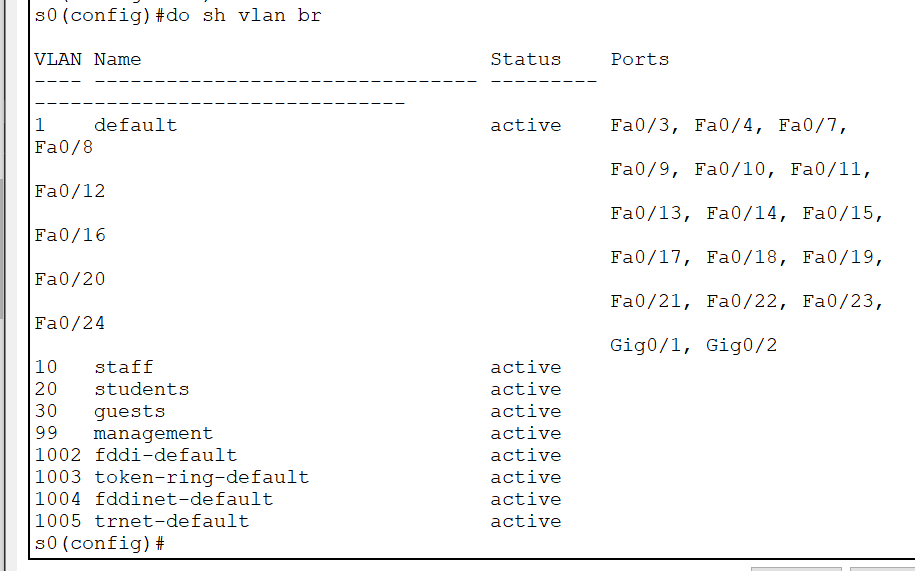 s0(config)#do sh vlan br
VLAN Name                             Status    Ports
---- -------------------------------- ---------
-------------------------------
1    default                          active    Fa0/3, Fa0/4, Fa0/7,
Fa0/8
                                                Fa0/9, Fa0/10, Fa0/11,
Fa0/12
                                                Fa0/13, Fa0/14, Fa0/15,
Fa0/16
                                                Fa0/17, Fa0/18, Fa0/19,
Fa0/20
                                                Fa0/21, Fa0/22, Fa0/23,
Fa0/24
                                                Gig0/1, Gig0/2
10   staff                            active
20   students                         active
30   guests                           active
99   management                       active
1002 fddi-default                     active
1003 token-ring-default               active
1004 fddinet-default                  active
1005 trnet-default                    active
s0(config)#